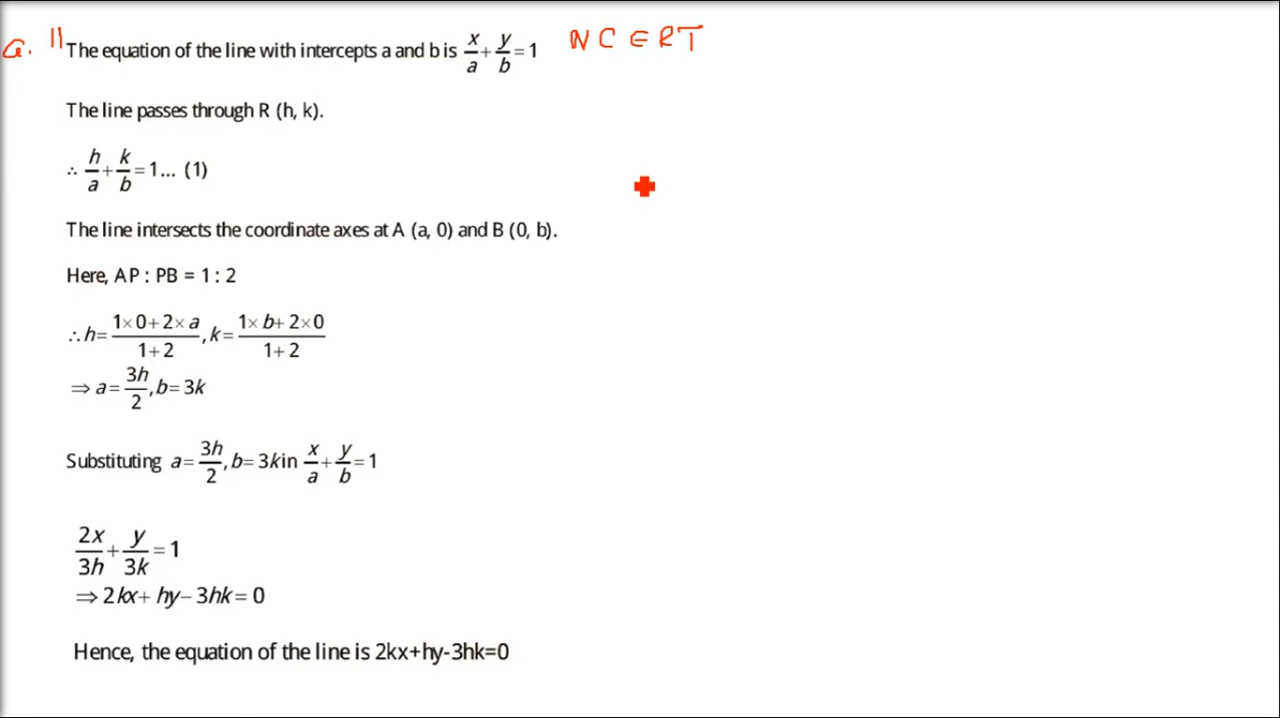 Q. 11 The equation of the line with intercepts a and b is x/a + y/b = 1 NCERT
The line passes through R (h, k).
∴ h/a + k/b = 1... (1)
The line intersects the coordinate axes at A (a, 0) and B (0, b).
Here, AP : PB = 1 : 2
∴ h = (1×0+2×a)/(1+2), k = (1×b+2×0)/(1+2)
⇒ a = 3h/2, b = 3k
Substituting a = 3h/2, b = 3k in x/a + y/b = 1
2x/3h + y/3k = 1
⇒ 2kx + hy − 3hk = 0
Hence, the equation of the line is 2kx+hy-3hk=0